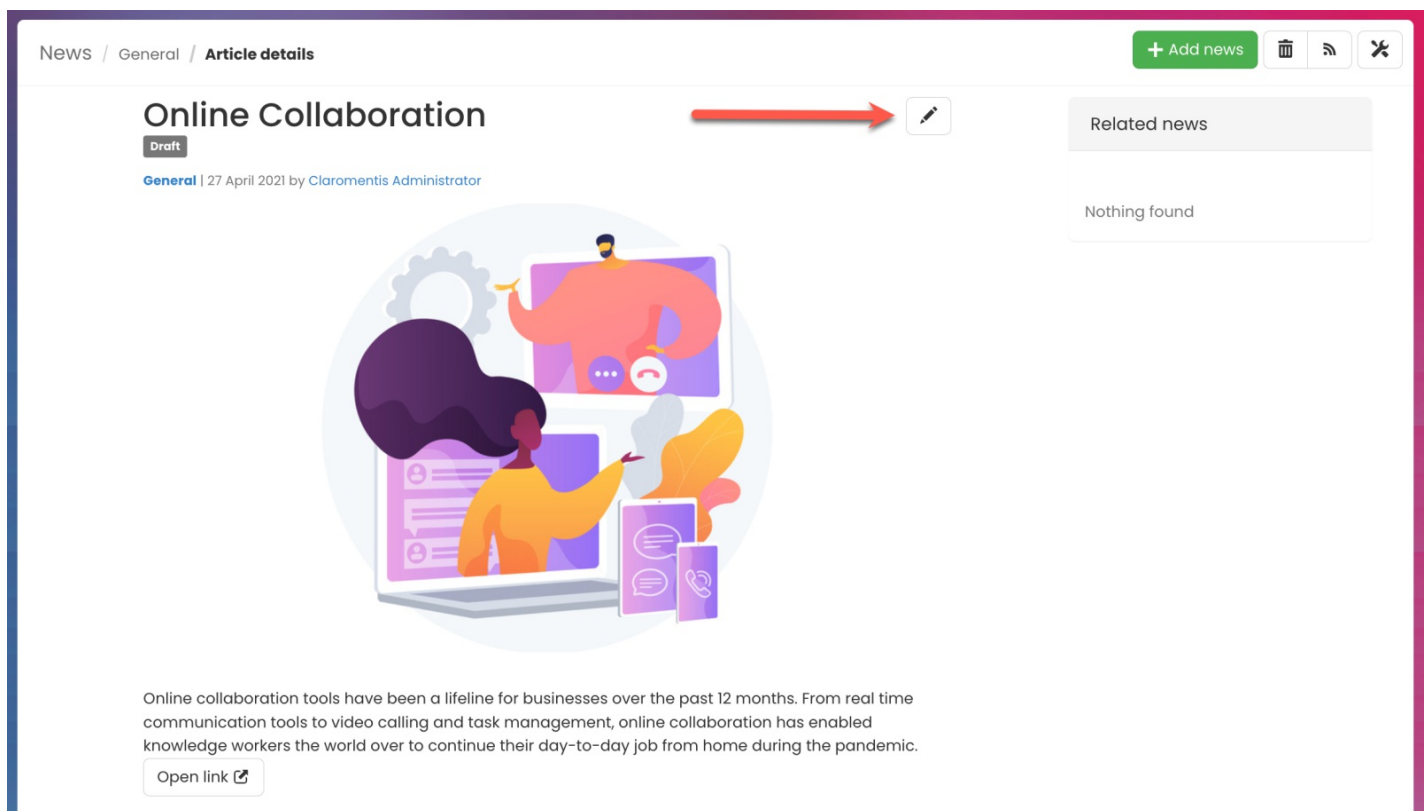 News / General / Article details
+ Add news
Online Collaboration
Draft
General | 27 April 2021 by Claromentis Administrator
Related news
Nothing found
Online collaboration tools have been a lifeline for businesses over the past 12 months. From real time
communication tools to video calling and task management, online collaboration has enabled
knowledge workers the world over to continue their day-to-day job from home during the pandemic.
Open link